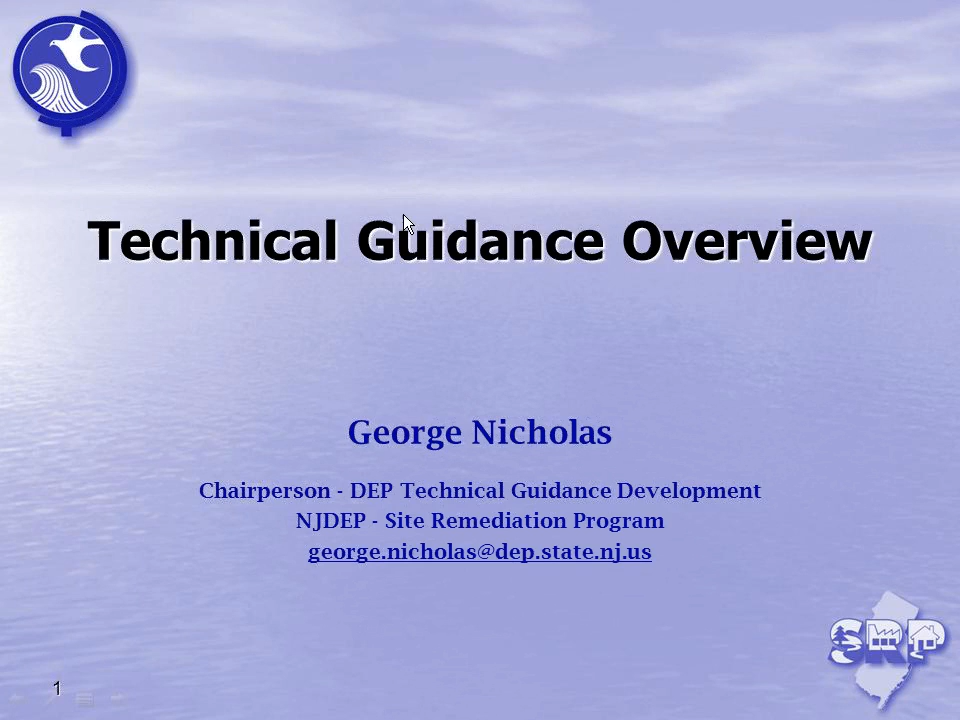 Technical Guidance Overview
George Nicholas
Chairperson - DEP Technical Guidance Development
NJDEP - Site Remediation Program
george.nicholas@dep.state.nj.us
SRP
1